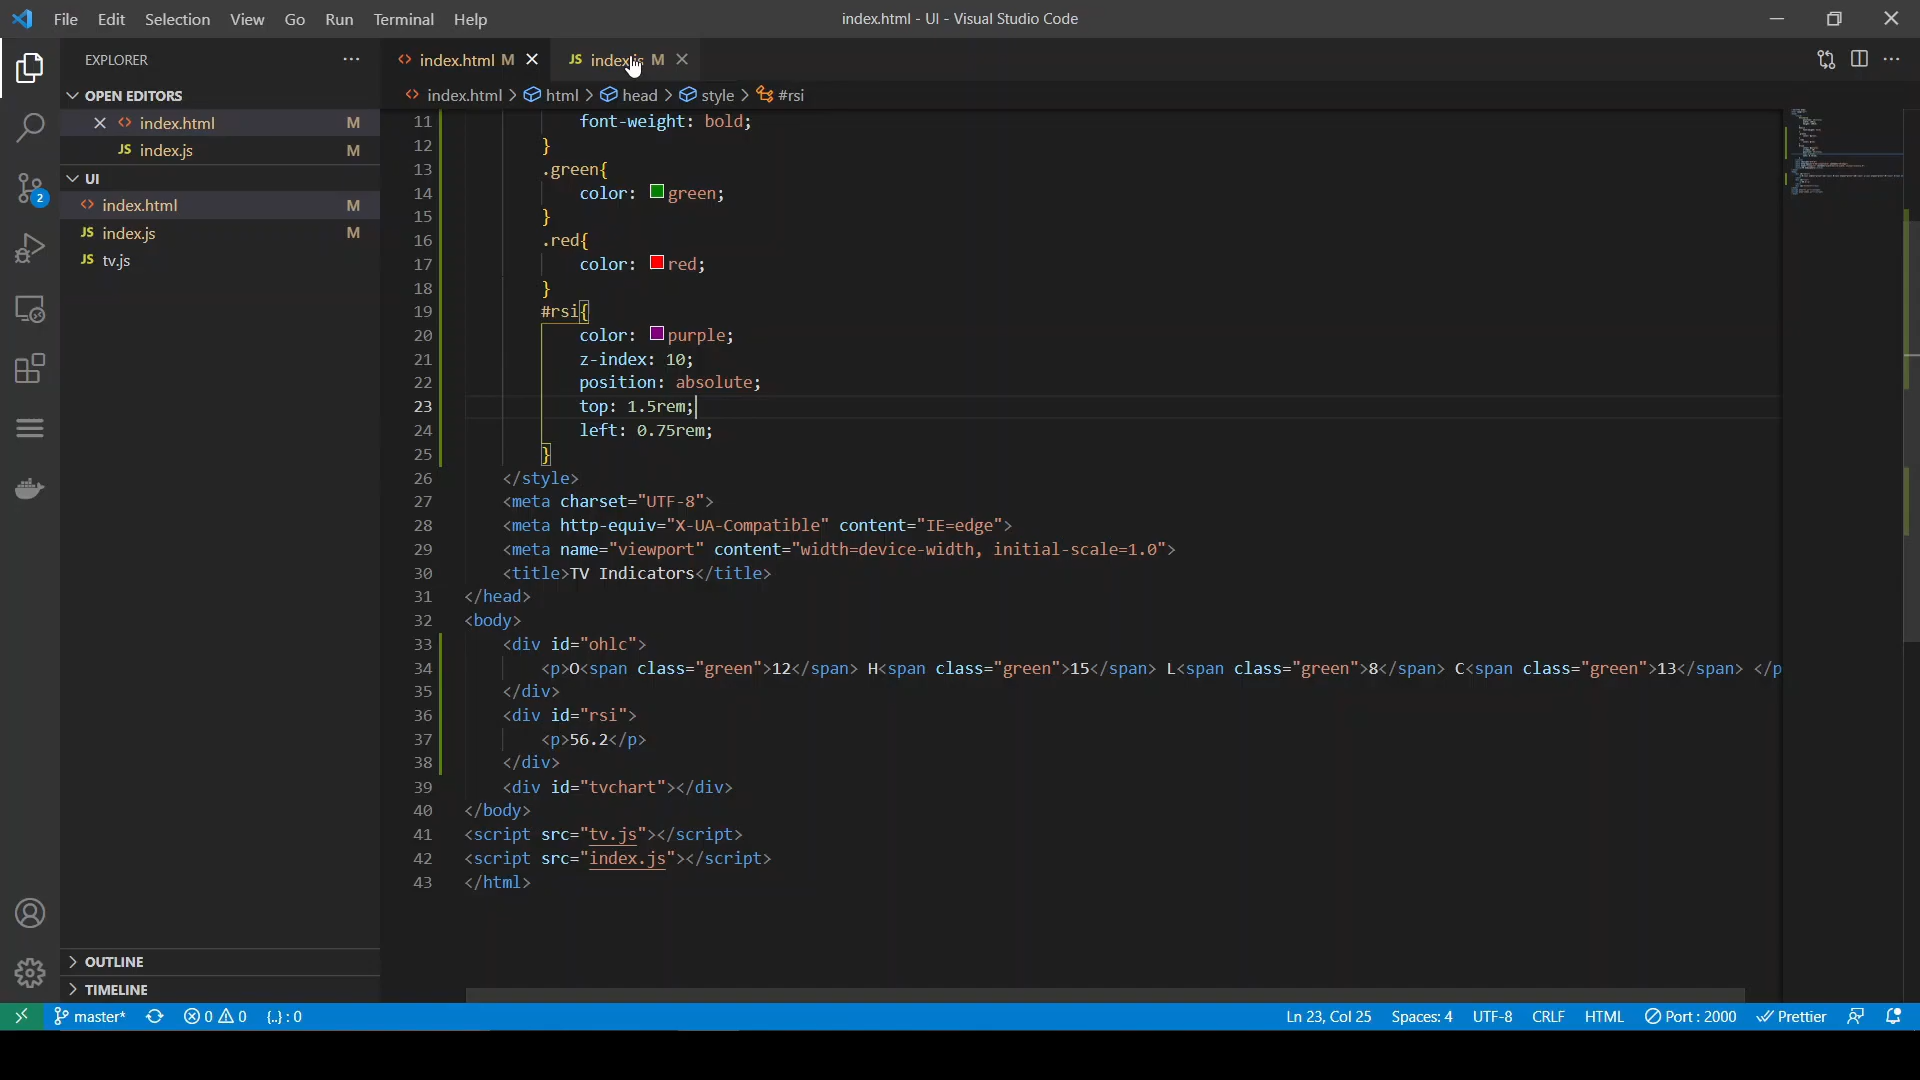 File Edit Selection View Go Run Terminal Help
index.html - UI - Visual Studio Code
EXPLORER
OPEN EDITORS
index.html M
JS index.js M
UI
index.html M
JS index.js M
JS tv.js
OUTLINE
TIMELINE
index.html M
JS M
index.html > html > head > style > #rsi
11 font-weight: bold;
12 }
13 .green{
14 color: green;
15 }
16 .red{
17 color: red;
18 }
19 #rsi{
20 color: purple;
21 z-index: 10;
22 position: absolute;
23 top: 1.5rem;
24 left: 0.75rem;
25 }
26 </style>
27 <meta charset="UTF-8">
28 <meta http-equiv="X-UA-Compatible" content="IE=edge">
29 <meta name="viewport" content="width=device-width, initial-scale=1.0">
30 <title>TV Indicators</title>
31 </head>
32 <body>
33 <div id="ohlc">
34 <p>O<span class="green">12</span> H<span class="green">15</span> L<span class="green">8</span> C<span class="green">13</span> </p
35 </div>
36 <div id="rsi">
37 <p>56.2</p>
38 </div>
39 <div id="tvchart"></div>
40 </body>
41 <script src="tv.js"></script>
42 <script src="index.js"></script>
43 </html>
2
master* 0 0 {..} : 0
Ln 23, Col 25 Spaces: 4 UTF-8 CRLF HTML Port : 2000 Prettier